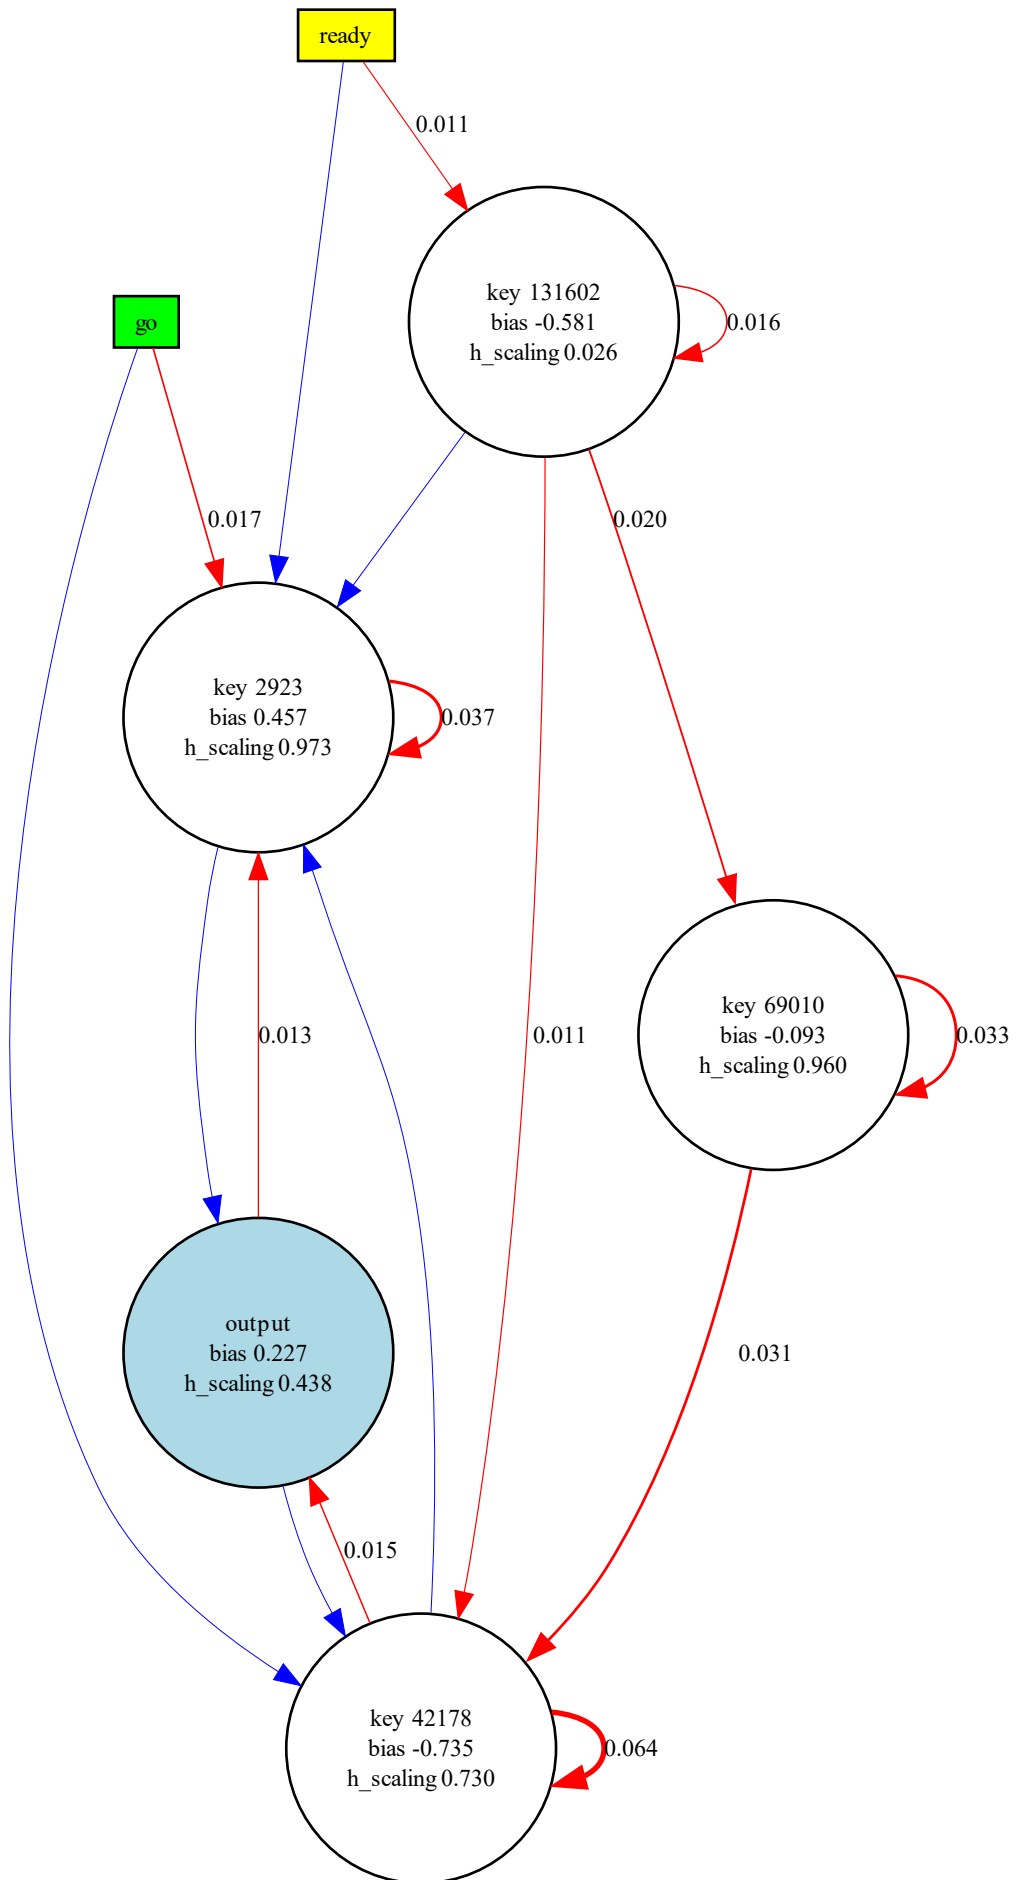 ready
0.011
key 131602
bias -0.581
h_scaling 0.026
0.016
go
0.017
0.020
key 2923
bias 0.457
h_scaling 0.973
0.037
key 69010
bias -0.093
h_scaling 0.960
0.033
0.013
0.011
output
bias 0.227
h_scaling 0.438
0.031
0.015
key 42178
bias -0.735
h_scaling 0.730
0.064